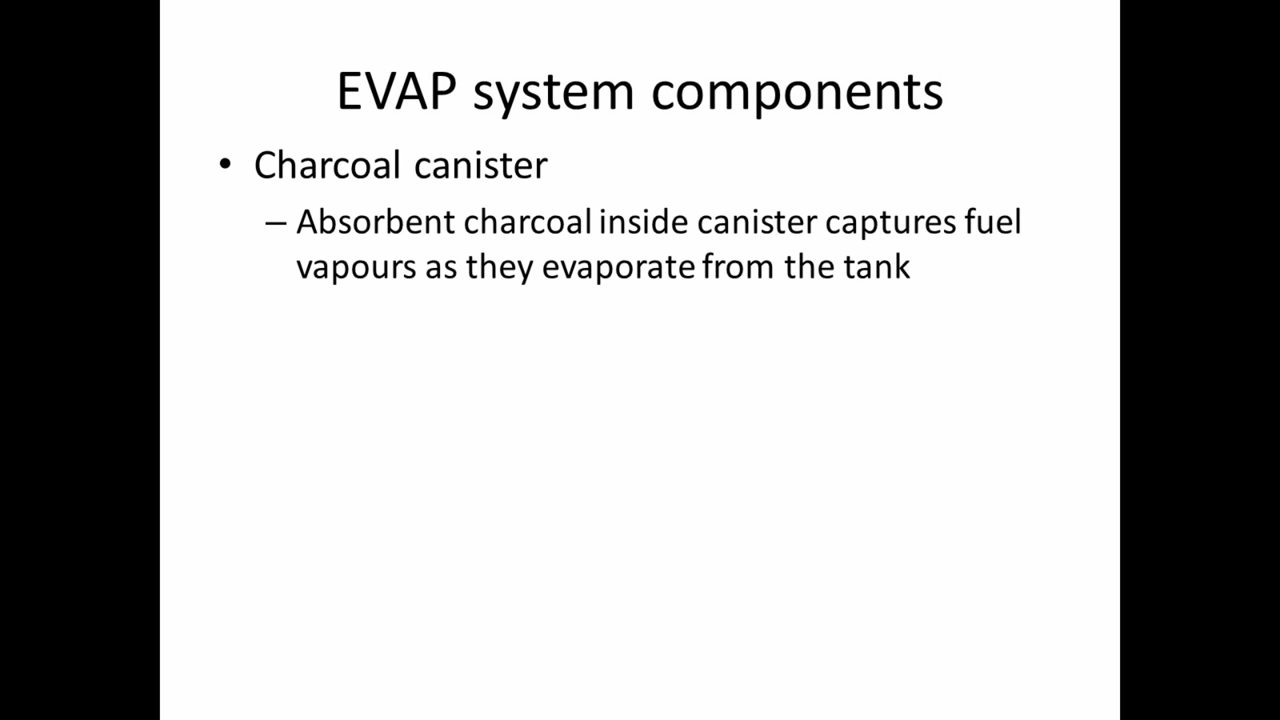 EVAP system components
• Charcoal canister
– Absorbent charcoal inside canister captures fuel
vapours as they evaporate from the tank